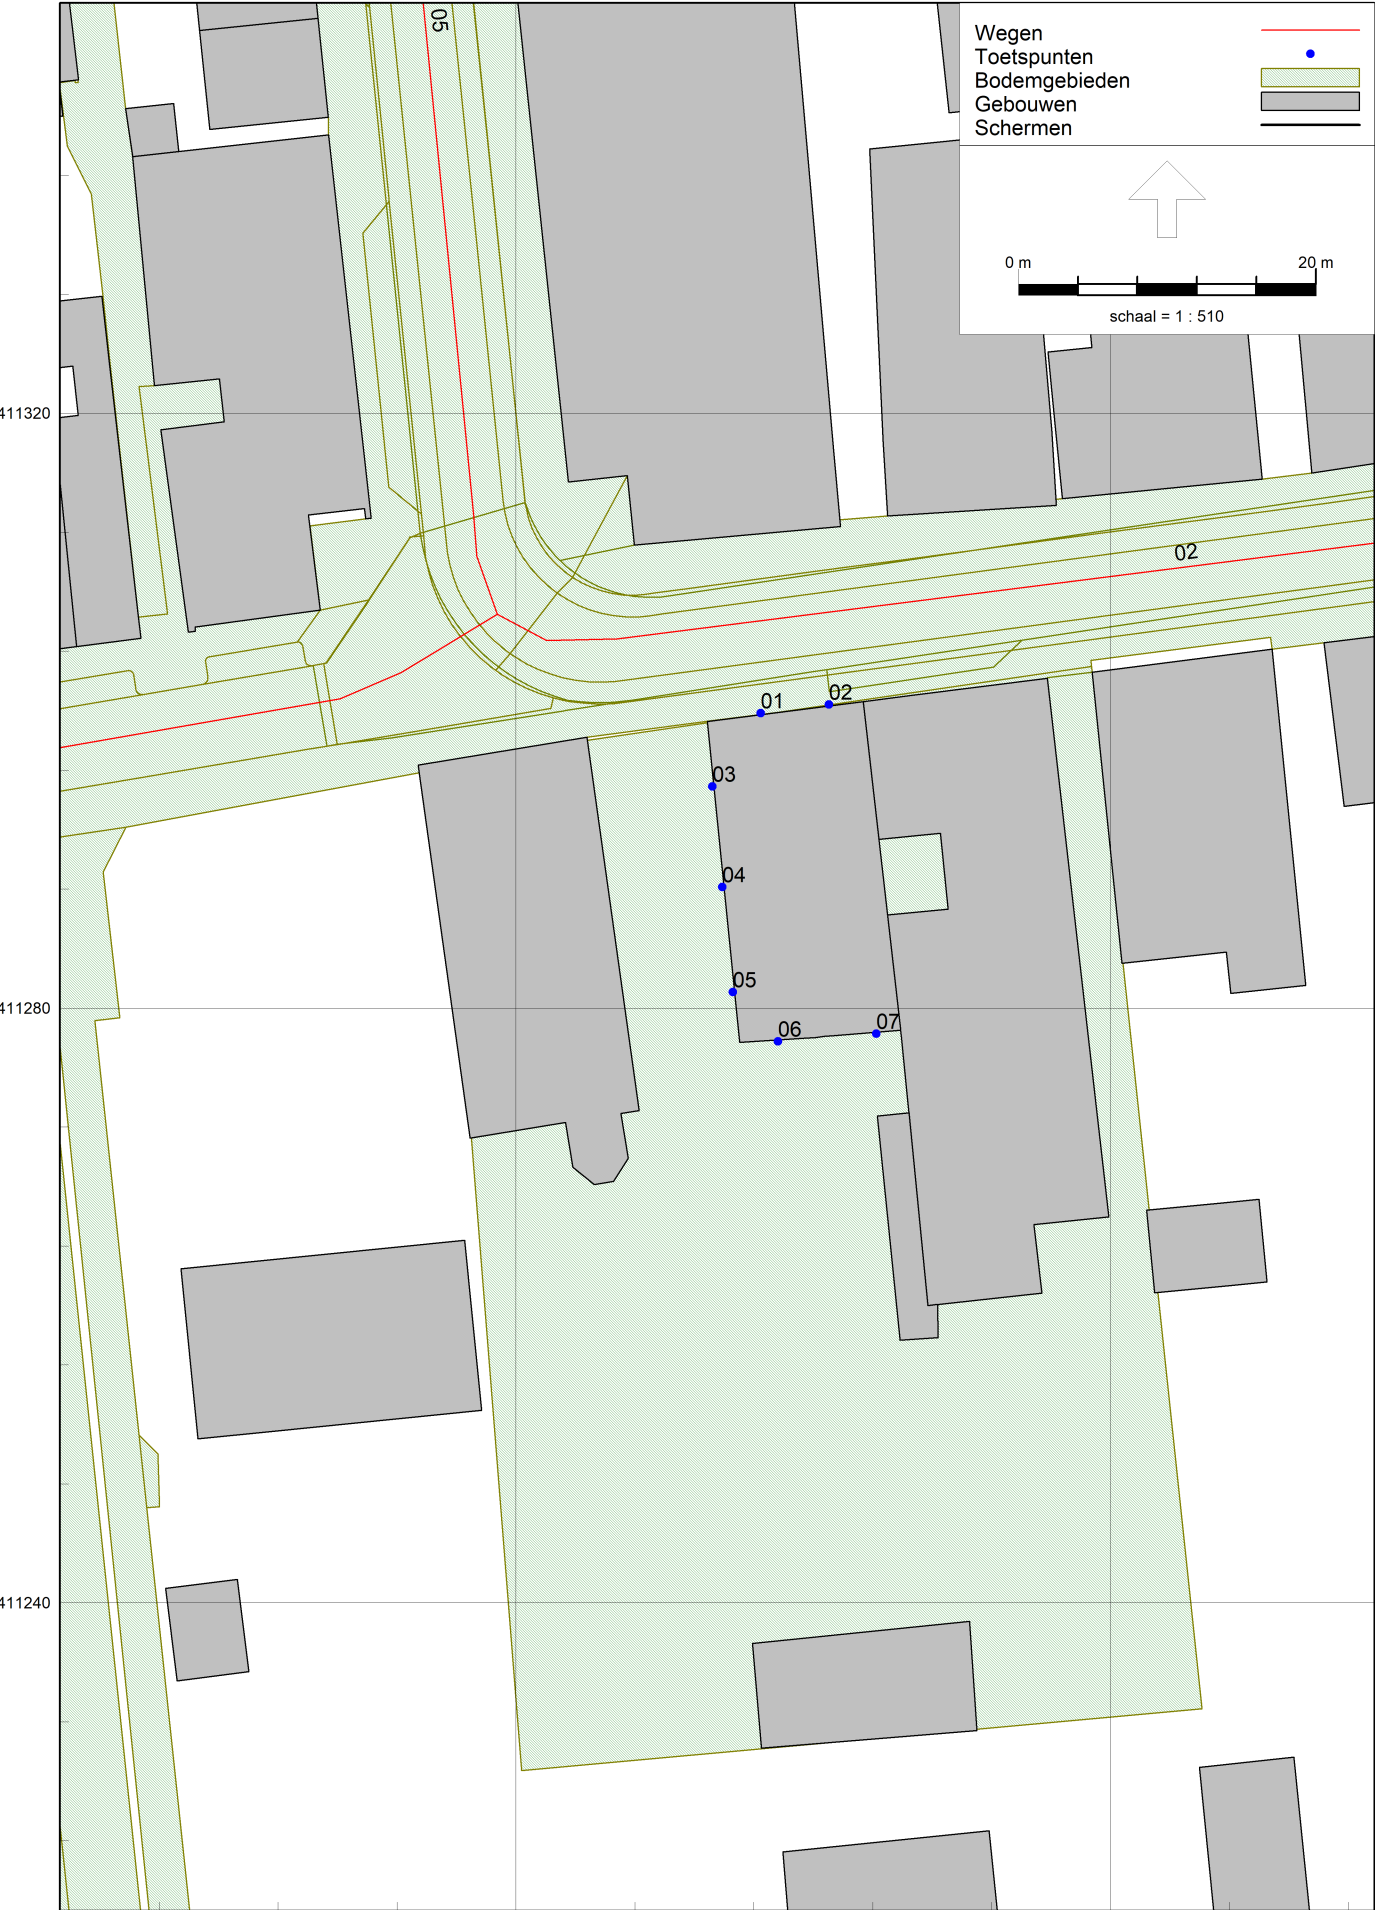 05
Wegen
Toetspunten
Bodemgebieden
Gebouwen
Schermen
0 m 20 m
schaal = 1 : 510
411320
02
01
02
03
04
05
411280
06
07
411240